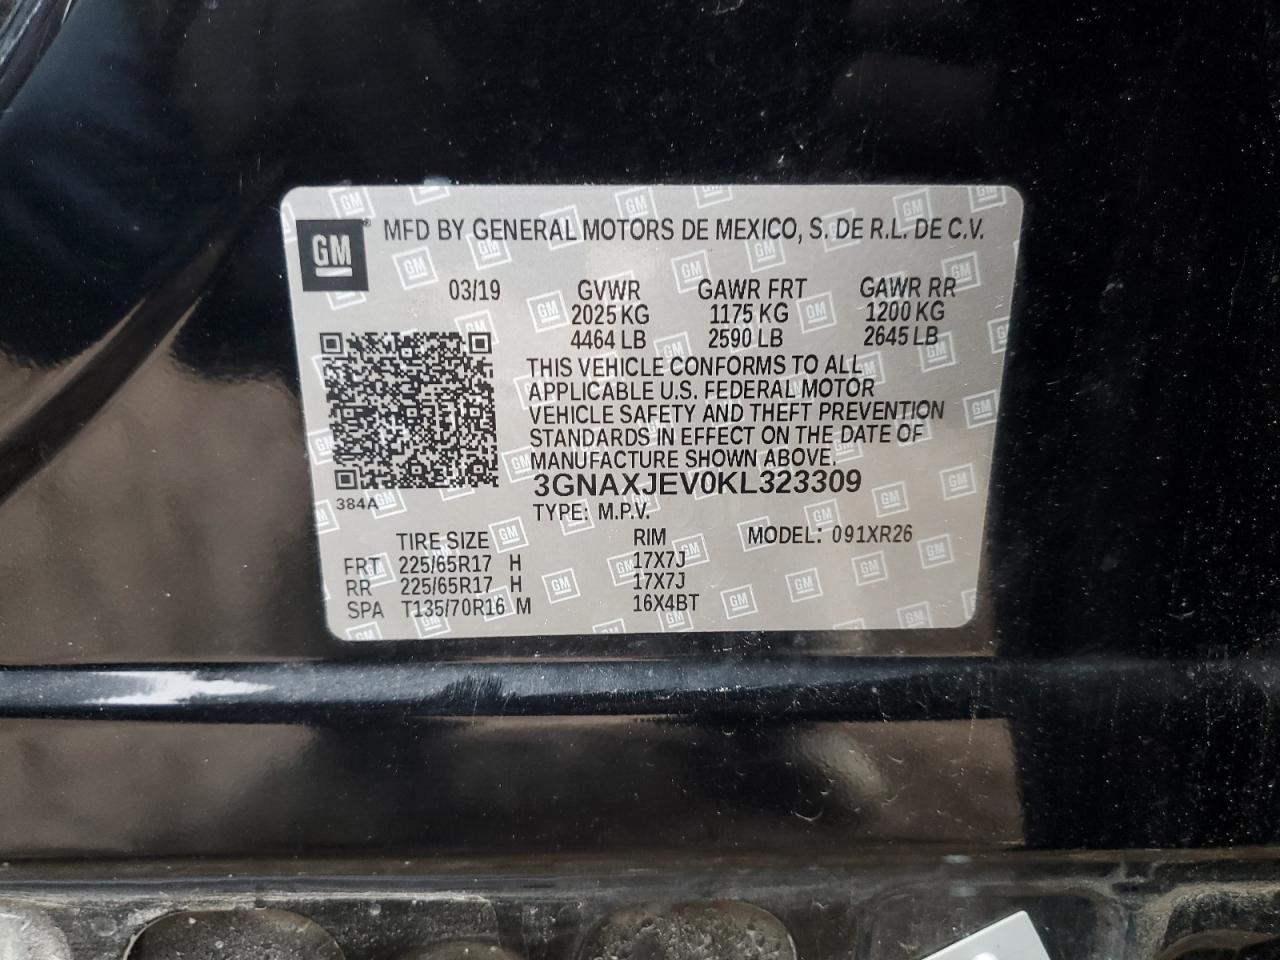 GM
MFD BY GENERAL MOTORS DE MEXICO, S. DE R.L. DE C.V.
03/19 GVWR GAWR FRT GAWR RR
2025 KG 1175 KG 1200 KG
4464 LB 2590 LB 2645 LB
THIS VEHICLE CONFORMS TO ALL
APPLICABLE U.S. FEDERAL MOTOR
VEHICLE SAFETY AND THEFT PREVENTION
STANDARDS IN EFFECT ON THE DATE OF
MANUFACTURE SHOWN ABOVE.
3GNAXJEV0KL323309
384A
TYPE: M.P.V.
TIRE SIZE RIM MODEL: 091XR26
FRT 225/65R17 H 17X7J
RR 225/65R17 H 17X7J
SPA T135/70R16 M 16X4BT